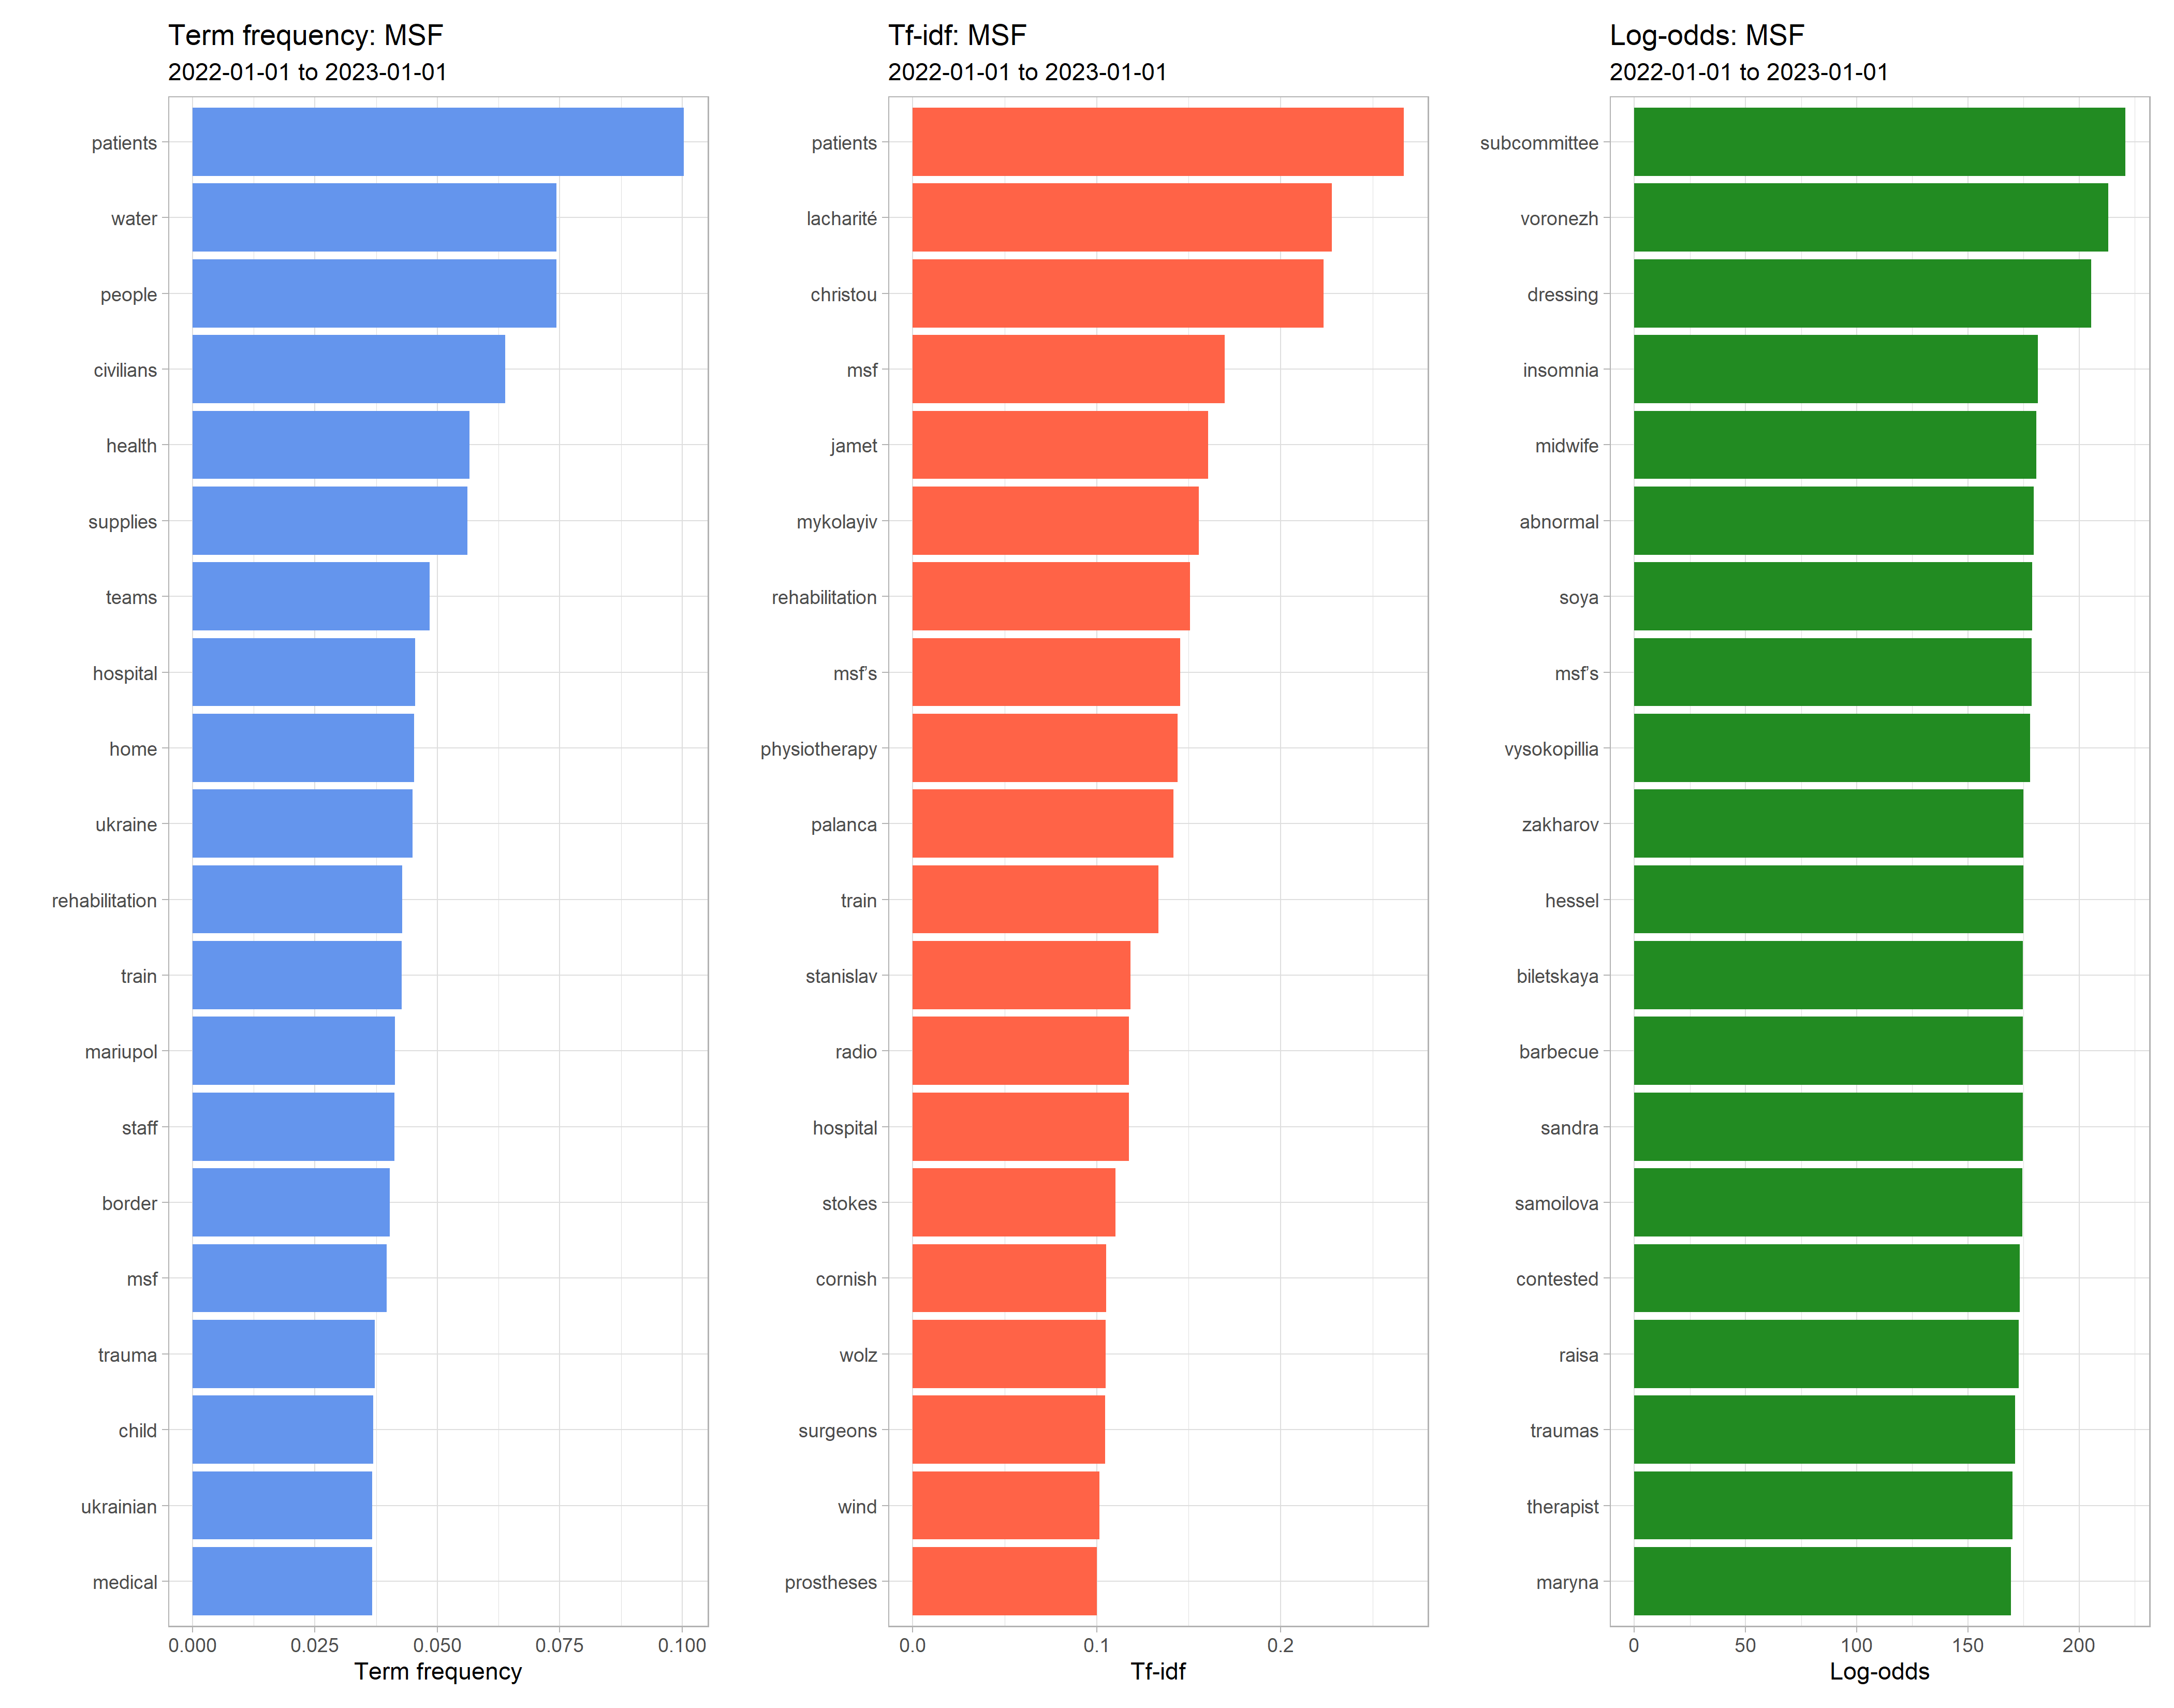 Term frequency: MSF
2022-01-01 to 2023-01-01
patients
water
people
civilians
health
supplies
teams
hospital
home
ukraine
rehabilitation
train
mariupol
staff
border
msf
trauma
child
ukrainian
medical
0.000 0.025 0.050 0.075 0.100
Term frequency
Tf-idf: MSF
2022-01-01 to 2023-01-01
patients
lacharité
christou
msf
jamet
mykolayiv
rehabilitation
msf’s
physiotherapy
palanca
train
stanislav
radio
hospital
stokes
cornish
wolz
surgeons
wind
prostheses
0.0 0.1 0.2
Tf-idf
Log-odds: MSF
2022-01-01 to 2023-01-01
subcommittee
voronezh
dressing
insomnia
midwife
abnormal
soya
msf’s
vysokopillia
zakharov
hessel
biletskaya
barbecue
sandra
samoilova
contested
raisa
traumas
therapist
maryna
0 50 100 150 200
Log-odds